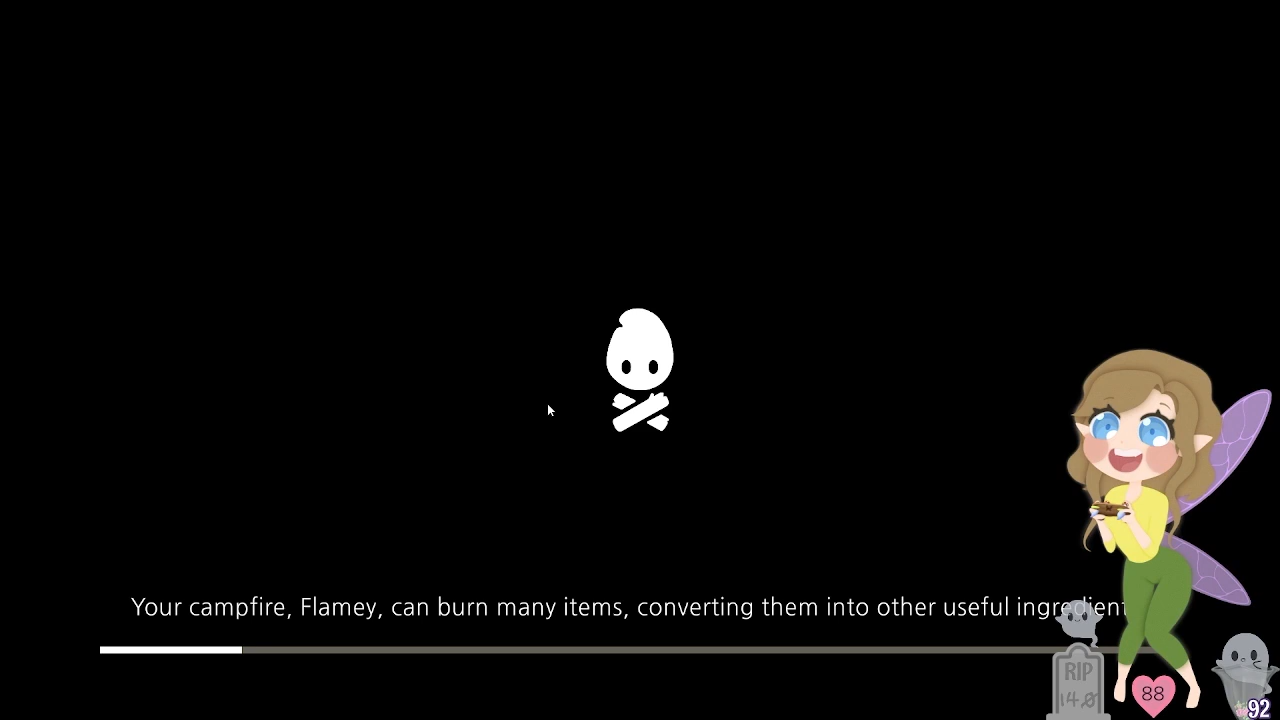 Your campfire, Flamey, can burn many items, converting them into other useful ingredient
RIP
88
92